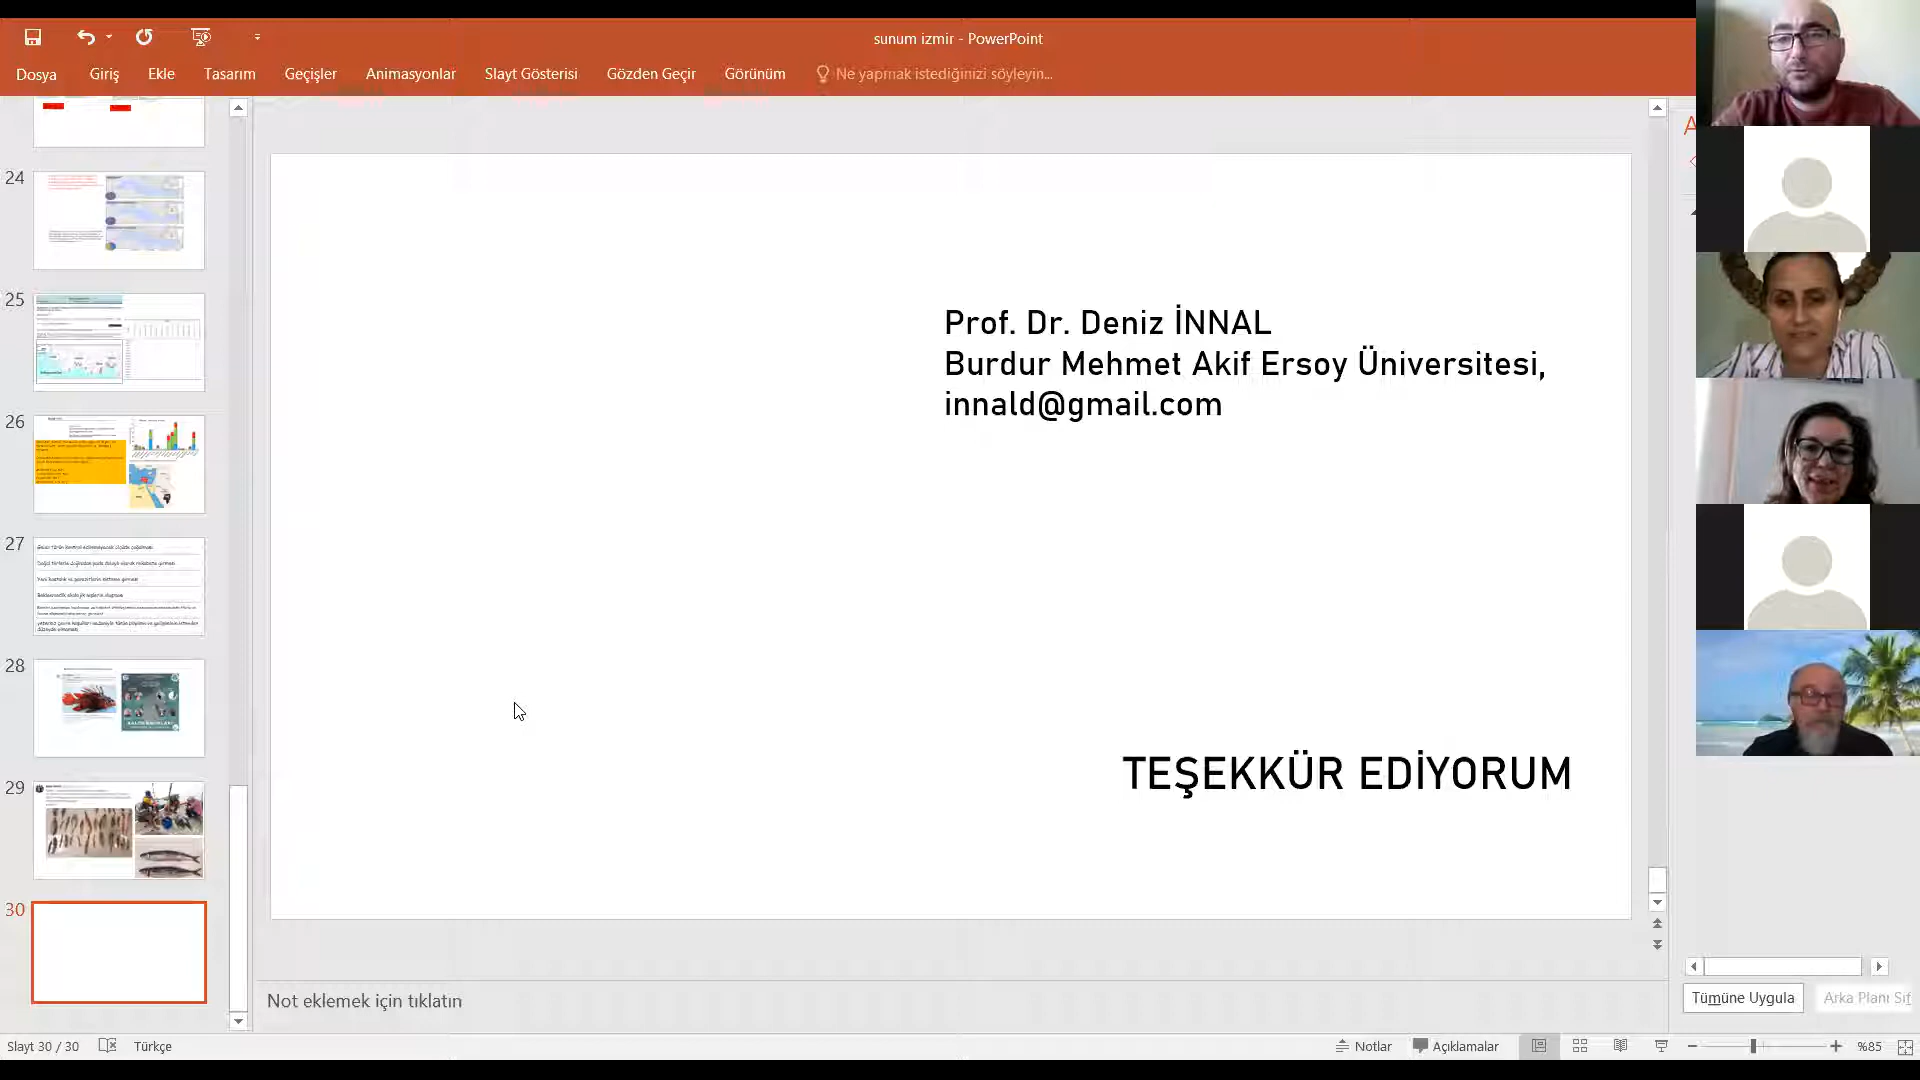 sunum izmir - PowerPoint
Dosya Giriş Ekle Tasarım Geçişler Animasyonlar Slayt Gösterisi Gözden Geçir Görünüm Ne yapmak istediğinizi söyleyin...
24
25
26
27
28
29
30
Prof. Dr. Deniz İNNAL
Burdur Mehmet Akif Ersoy Üniversitesi,
innald@gmail.com
TEŞEKKÜR EDİYORUM
Not eklemek için tıklatın
Tümüne Uygula Arka Planı Sıf
Slayt 30 / 30 Türkçe Notlar Açıklamalar %85